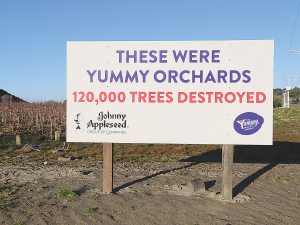 THESE WERE
YUMMY ORCHARDS
120,000 TREES DESTROYED
Johnny
Appleseed
GROUP OF COMPANIES
Yummy